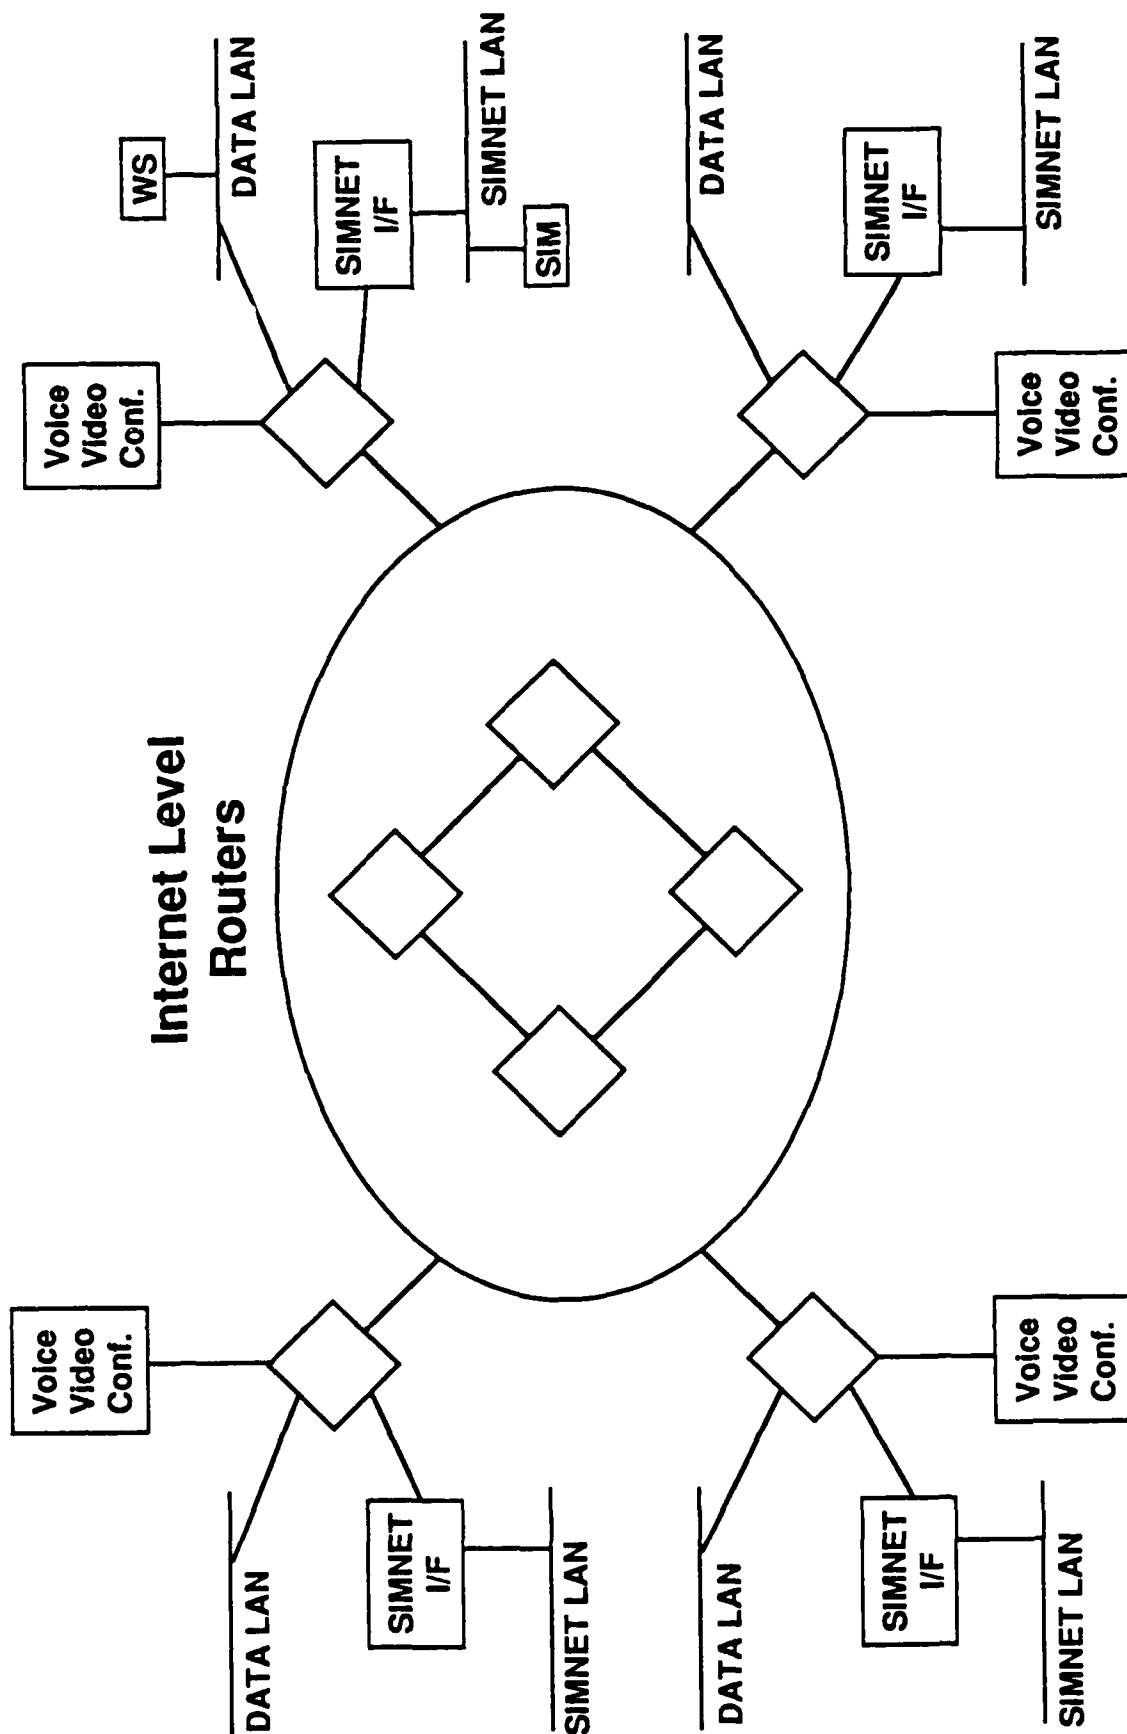 Internet Level
Routers
Voice
Video
Conf.
DATA LAN
SIMNET
I/F
SIMNET LAN
Voice
Video
Conf.
WS
DATA LAN
SIMNET
I/F
SIMNET LAN
SIM
DATA LAN
SIMNET
I/F
SIMNET LAN
Voice
Video
Conf.
DATA LAN
SIMNET
I/F
SIMNET LAN
Voice
Video
Conf.